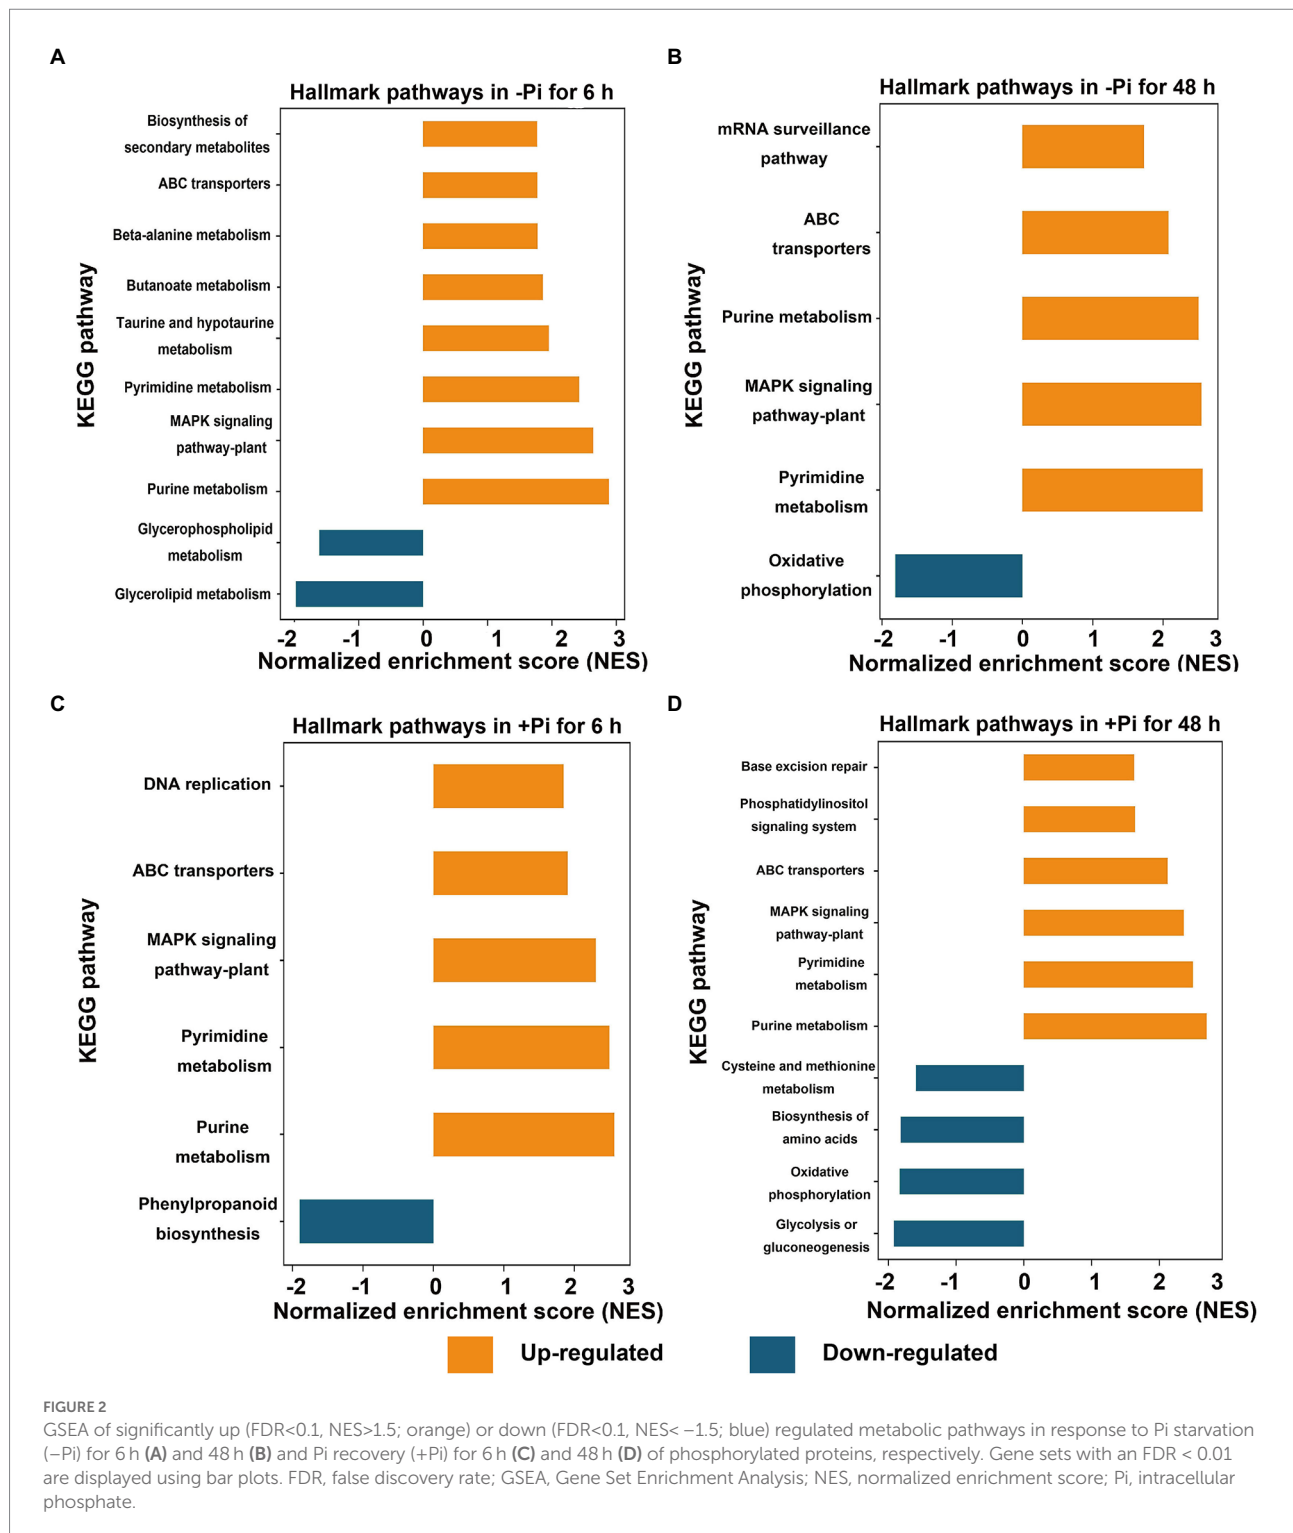 A
Hallmark pathways in -Pi for 6 h
KEGG pathway
Biosynthesis of
secondary metabolites
ABC transporters
Beta-alanine metabolism
Butanoate metabolism
Taurine and hypotaurine
metabolism
Pyrimidine metabolism
MAPK signaling
pathway-plant
Purine metabolism
Glycerophospholipid
metabolism
Glycerolipid metabolism
-2 -1 0 1 2 3
Normalized enrichment score (NES)
B
Hallmark pathways in -Pi for 48 h
KEGG pathway
mRNA surveillance
pathway
ABC
transporters
Purine metabolism
MAPK signaling
pathway-plant
Pyrimidine
metabolism
Oxidative
phosphorylation
-2 -1 0 1 2 3
Normalized enrichment score (NES)
C
Hallmark pathways in +Pi for 6 h
KEGG pathway
DNA replication
ABC transporters
MAPK signaling
pathway-plant
Pyrimidine
metabolism
Purine
metabolism
Phenylpropanoid
biosynthesis
-2 -1 0 1 2 3
Normalized enrichment score (NES)
D
Hallmark pathways in +Pi for 48 h
KEGG pathway
Base excision repair
Phosphatidylinositol
signaling system
ABC transporters
MAPK signaling
pathway-plant
Pyrimidine
metabolism
Purine metabolism
Cysteine and methionine
metabolism
Biosynthesis of
amino acids
Oxidative
phosphorylation
Glycolysis or
gluconeogenesis
-2 -1 0 1 2 3
Normalized enrichment score (NES)
Up-regulated
Down-regulated
FIGURE 2
GSEA of significantly up (FDR<0.1, NES>1.5; orange) or down (FDR<0.1, NES< −1.5; blue) regulated metabolic pathways in response to Pi starvation
(−Pi) for 6 h (A) and 48 h (B) and Pi recovery (+Pi) for 6 h (C) and 48 h (D) of phosphorylated proteins, respectively. Gene sets with an FDR < 0.01
are displayed using bar plots. FDR, false discovery rate; GSEA, Gene Set Enrichment Analysis; NES, normalized enrichment score; Pi, intracellular
phosphate.